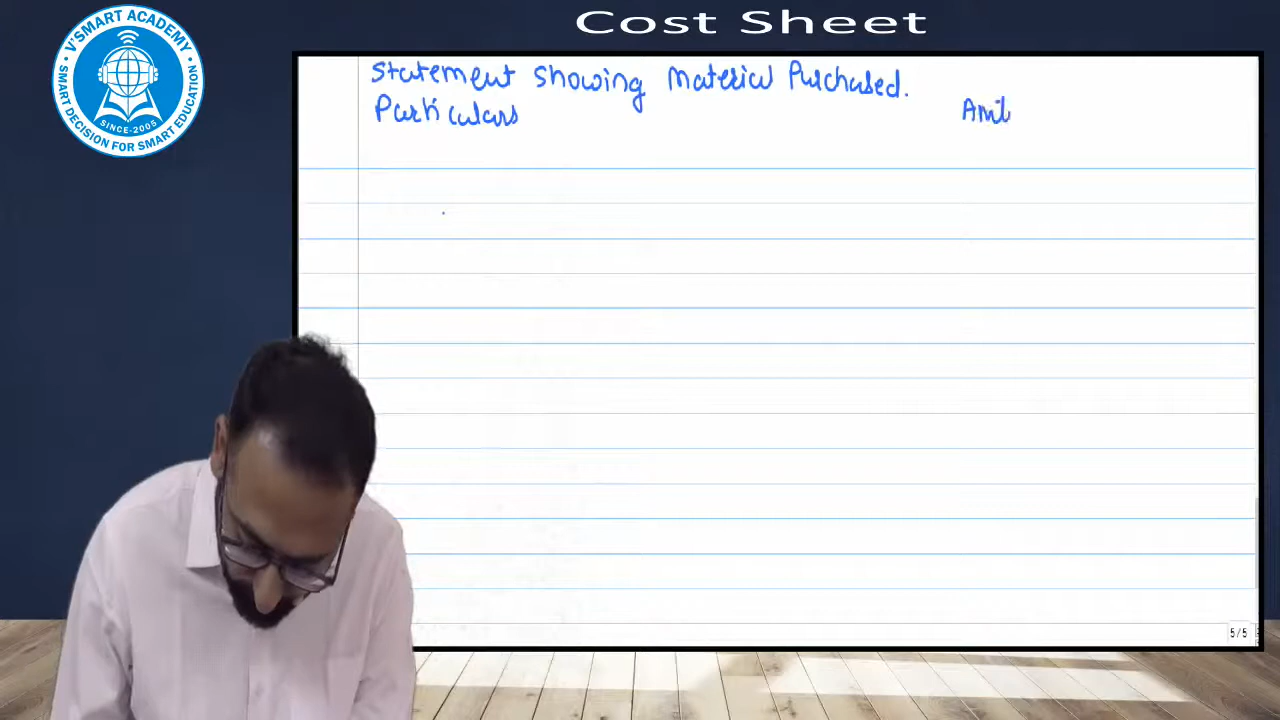 Cost Sheet
V'SMART ACADEMY
SMART DECISION FOR SMART EDUCATION
SINCE-2005
Statement showing Material Purchased.
Particulars Amt
5/5